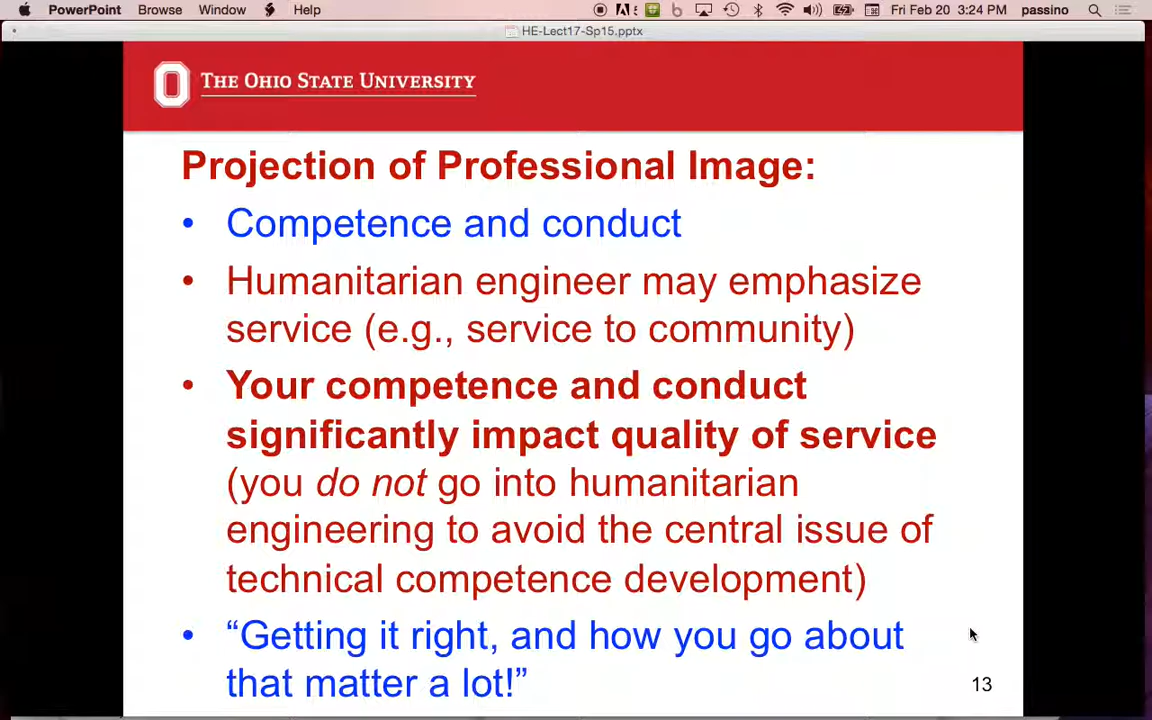 PowerPoint Browse Window Help Fri Feb 20 3:24 PM passino
HE-Lect17-Sp15.pptx
THE OHIO STATE UNIVERSITY
Projection of Professional Image:
• Competence and conduct
• Humanitarian engineer may emphasize
service (e.g., service to community)
• Your competence and conduct
significantly impact quality of service
(you do not go into humanitarian
engineering to avoid the central issue of
technical competence development)
• “Getting it right, and how you go about
that matter a lot!”
13